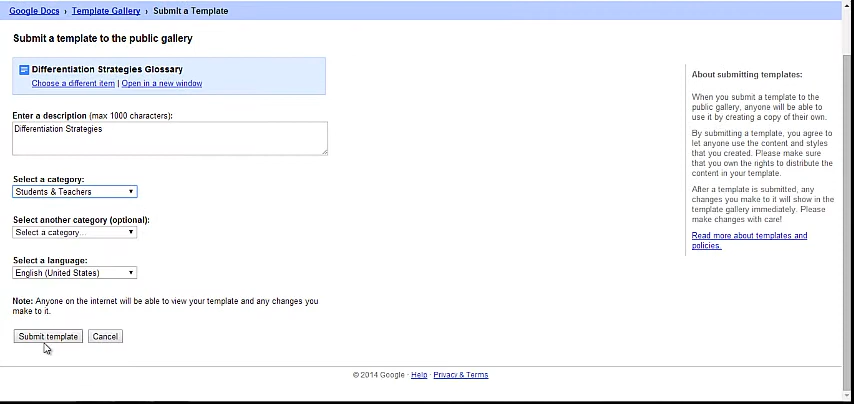 Google Docs › Template Gallery › Submit a Template
Submit a template to the public gallery
Differentiation Strategies Glossary
Choose a different item | Open in a new window
Enter a description (max 1000 characters):
Differentiation Strategies
Select a category:
Students & Teachers
Select another category (optional):
Select a category...
Select a language:
English (United States)
Note: Anyone on the internet will be able to view your template and any changes you
make to it.
Submit template Cancel
About submitting templates:
When you submit a template to the
public gallery, anyone will be able to
use it by creating a copy of their own.
By submitting a template, you agree to
let anyone use the content and styles
that you created. Please make sure
that you own the rights to distribute
the content in your template.
After a template is submitted, any
changes you make to it will show in the
template gallery immediately. Please
make changes with care!
Read more about templates and
policies.
© 2014 Google - Help - Privacy & Terms